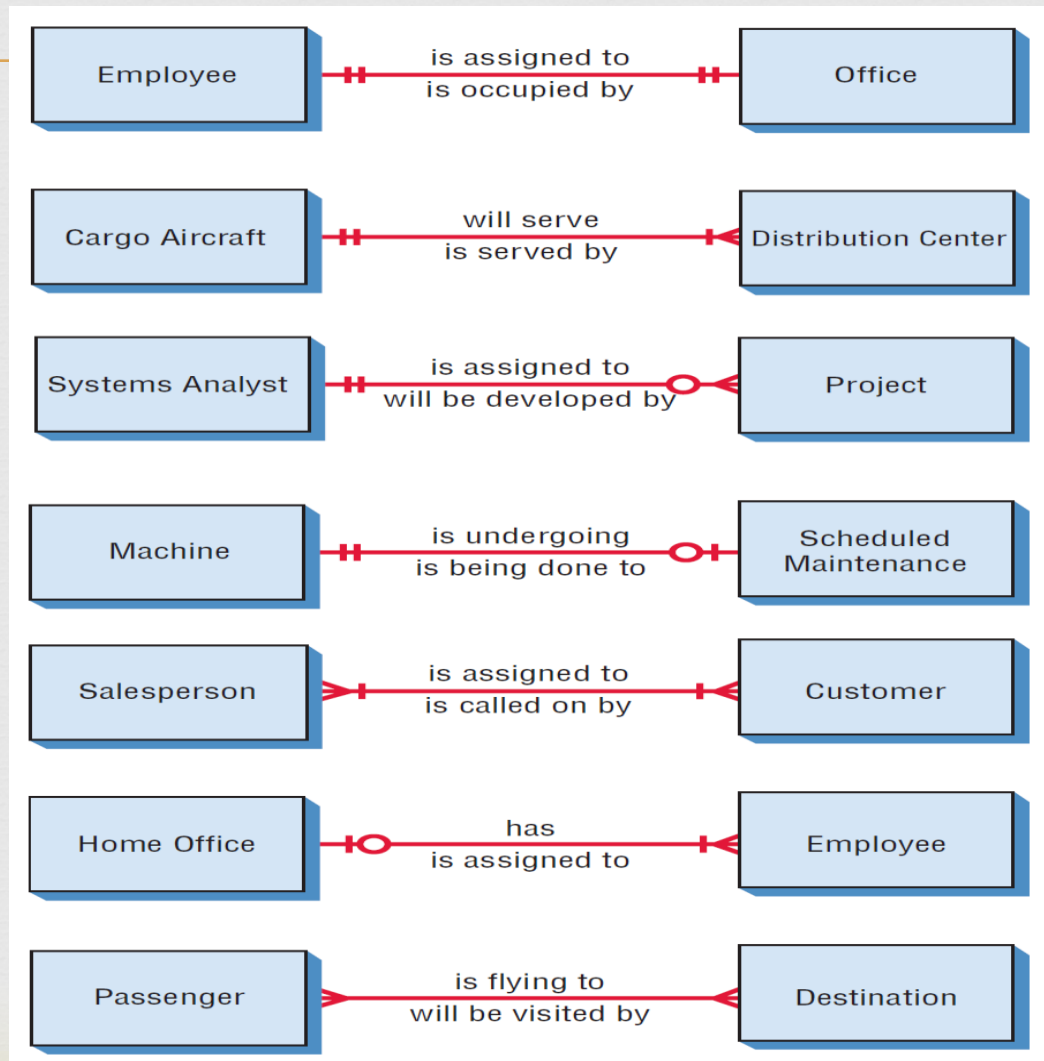 Employee
is assigned to
is occupied by
Office
Cargo Aircraft
will serve
is served by
Distribution Center
Systems Analyst
is assigned to
will be developed by
Project
Machine
is undergoing
is being done to
Scheduled
Maintenance
Salesperson
is assigned to
is called on by
Customer
Home Office
has
is assigned to
Employee
Passenger
is flying to
will be visited by
Destination